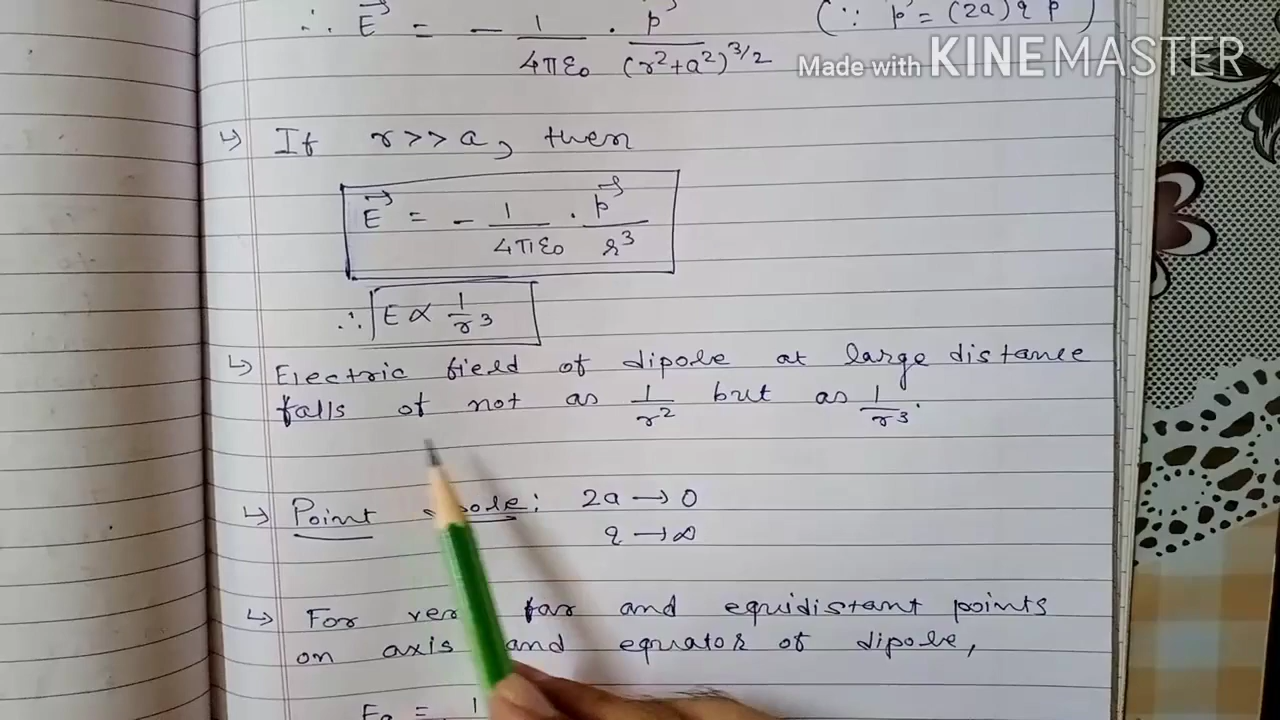 ∴ E⃗ = - 1/4πε₀ · p⃗/(r²+a²)^3/2 (∵ p⃗ = (2a) q p̂)
Made with KINEMASTER
↳ If r>>a, then
E⃗ = - 1/4πε₀ · p⃗/r³
∴ E ∝ 1/r³
↳ Electric field of dipole at large distance
falls of not as 1/r² but as 1/r³.
↳ Point : 2a → 0
q → ∞
↳ For far and equidistant points
on axis and equator of dipole,